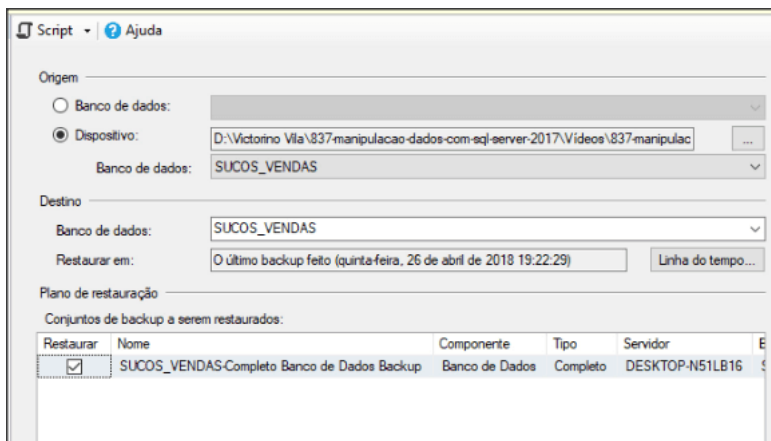 Script Ajuda
Origem
Banco de dados:
Dispositivo: D:\Victorino Vila\837-manipulacao-dados-com-sql-server-2017\Vídeos\837-manipulac ...
Banco de dados: SUCOS_VENDAS
Destino
Banco de dados: SUCOS_VENDAS
Restaurar em: O último backup feito (quinta-feira, 26 de abril de 2018 19:22:29) Linha do tempo...
Plano de restauração
Conjuntos de backup a serem restaurados:
Restaurar Nome Componente Tipo Servidor
SUCOS_VENDAS-Completo Banco de Dados Backup Banco de Dados Completo DESKTOP-N51LB16